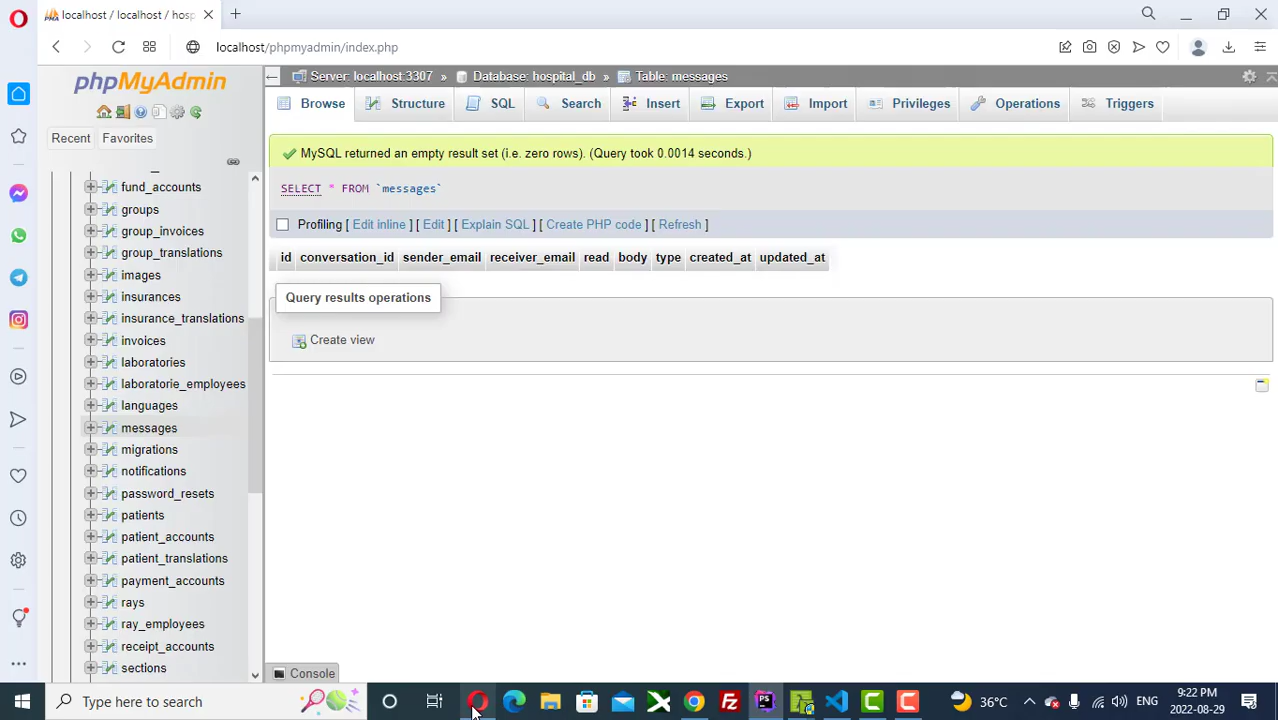 localhost / localhost / hosp
localhost/phpmyadmin/index.php
phpMyAdmin
Recent
Favorites
fund_accounts
groups
group_invoices
group_translations
images
insurances
insurance_translations
invoices
laboratories
laboratorie_employees
languages
messages
migrations
notifications
password_resets
patients
patient_accounts
patient_translations
payment_accounts
rays
ray_employees
receipt_accounts
sections
Server: localhost:3307 » Database: hospital_db » Table: messages
Browse Structure SQL Search Insert Export Import Privileges Operations Triggers
MySQL returned an empty result set (i.e. zero rows). (Query took 0.0014 seconds.)
SELECT * FROM `messages`
Profiling [ Edit inline ] [ Edit ] [ Explain SQL ] [ Create PHP code ] [ Refresh ]
id conversation_id sender_email receiver_email read body type created_at updated_at
Query results operations
Create view
Console
Type here to search
36°C
ENG
9:22 PM
2022-08-29